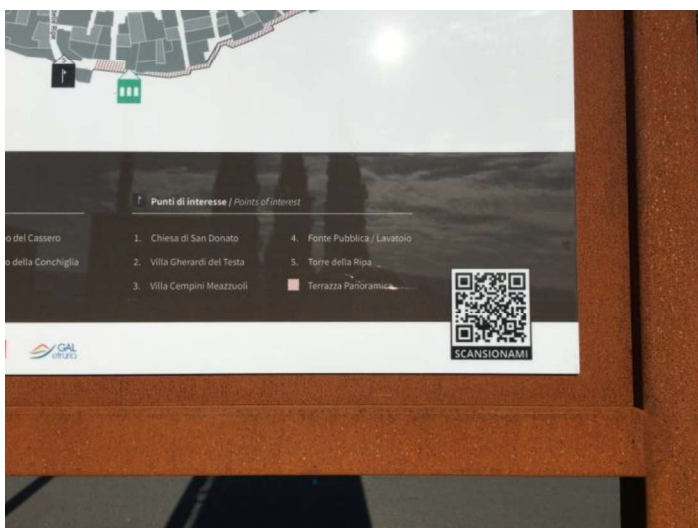 Punti di interesse / Points of interest
o del Cassero
o della Conchiglia
1. Chiesa di San Donato
2. Villa Gherardi del Testa
3. Villa Cempini Meazzuoli
4. Fonte Pubblica / Lavatoio
5. Torre della Ripa
Terrazza Panoramica
SCANSIONAMI
GAL
etruria